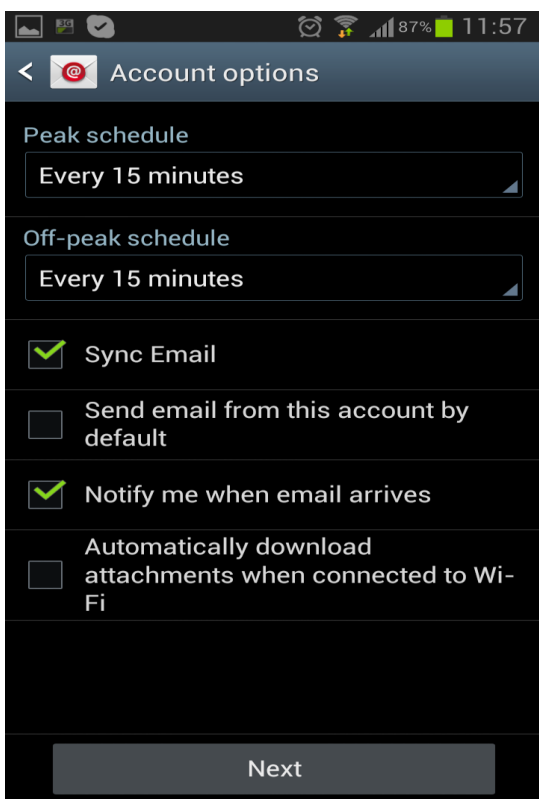 3G 87% 11:57
< @ Account options
Peak schedule
Every 15 minutes
Off-peak schedule
Every 15 minutes
Sync Email
Send email from this account by
default
Notify me when email arrives
Automatically download
attachments when connected to Wi-
Fi
Next